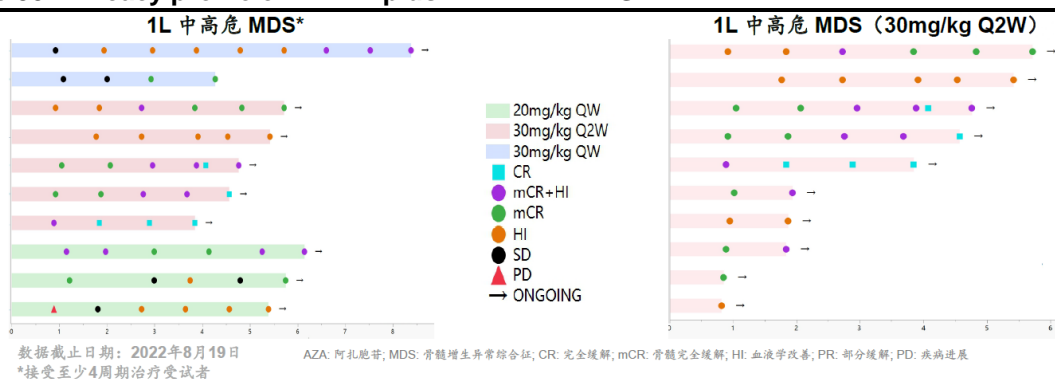 1L 中高危 MDS*
1L 中高危 MDS（30mg/kg Q2W）
20mg/kg QW
30mg/kg Q2W
30mg/kg QW
CR
mCR+HI
mCR
HI
SD
PD
→ ONGOING
0 1 2 3 4 5 6 7 8
0 1 2 3 4 5 6
数据截止日期：2022年8月19日
*接受至少4周期治疗受试者
AZA: 阿扎胞苷; MDS: 骨髓增生异常综合征; CR: 完全缓解; mCR: 骨髓完全缓解; HI: 血液学改善; PR: 部分缓解; PD: 疾病进展